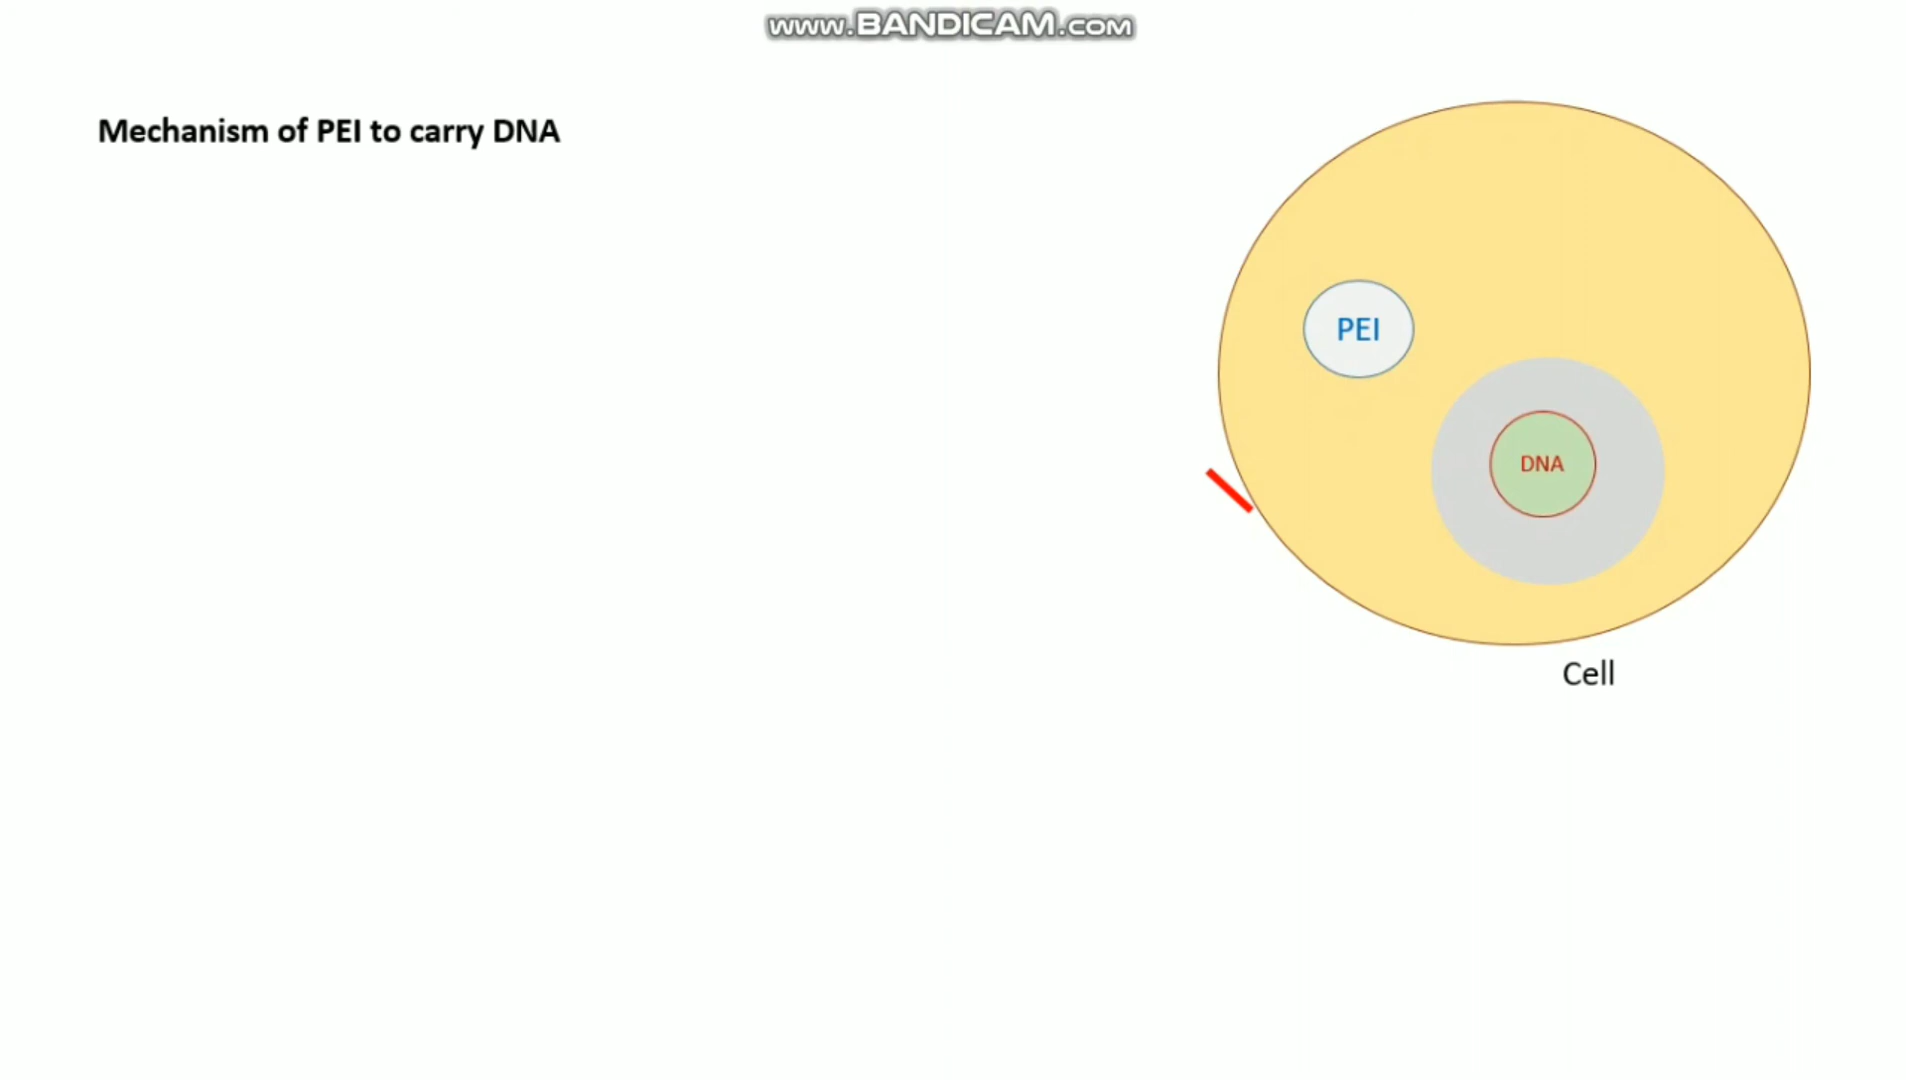 www.BANDICAM.com
Mechanism of PEI to carry DNA
PEI
DNA
Cell